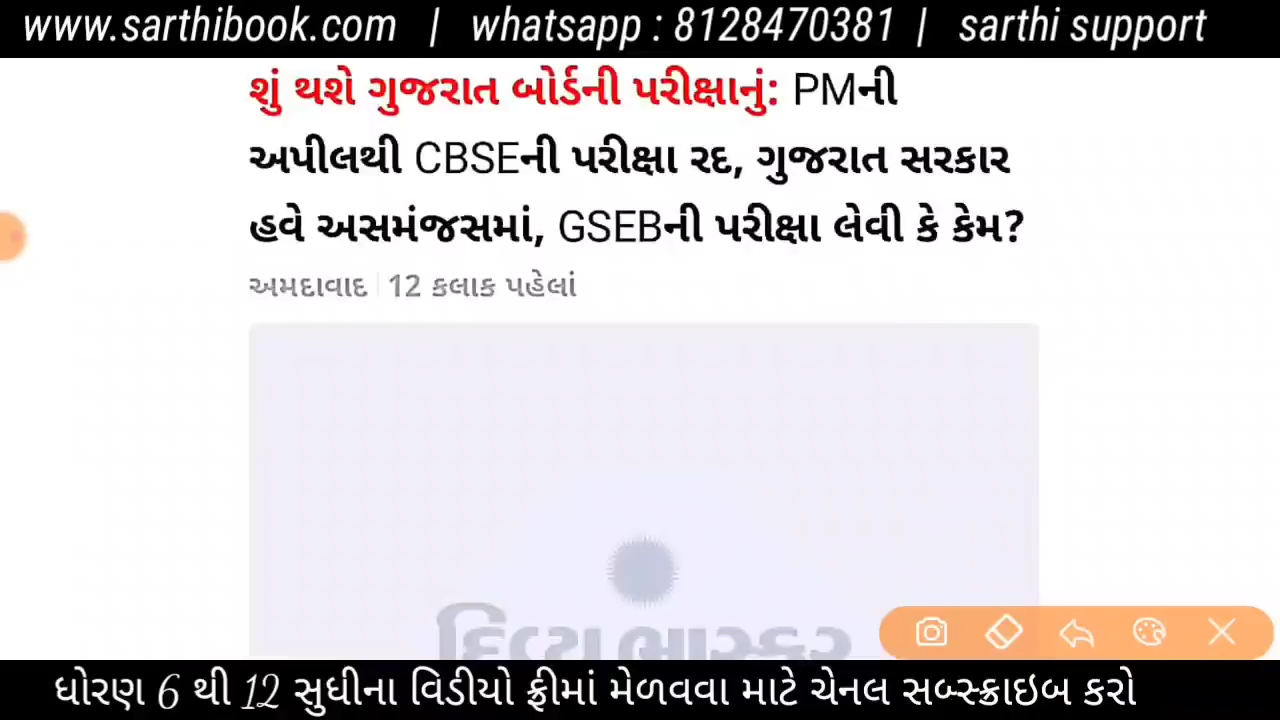 www.sarthibook.com | whatsapp : 8128470381 | sarthi support
શું થશે ગુજરાત બોર્ડની પરીક્ષાનું: PMની
અપીલથી CBSEની પરીક્ષા રદ, ગુજરાત સરકાર
હવે અસમંજસમાં, GSEBની પરીક્ષા લેવી કે કેમ?
અમદાવાદ | 12 કલાક પહેલાં
દિવ્ય ભાસ્કર
ધોરણ 6 થી 12 સુધીના વિડીયો ફ્રીમાં મેળવવા માટે ચેનલ સબ્સ્ક્રાઇબ કરો